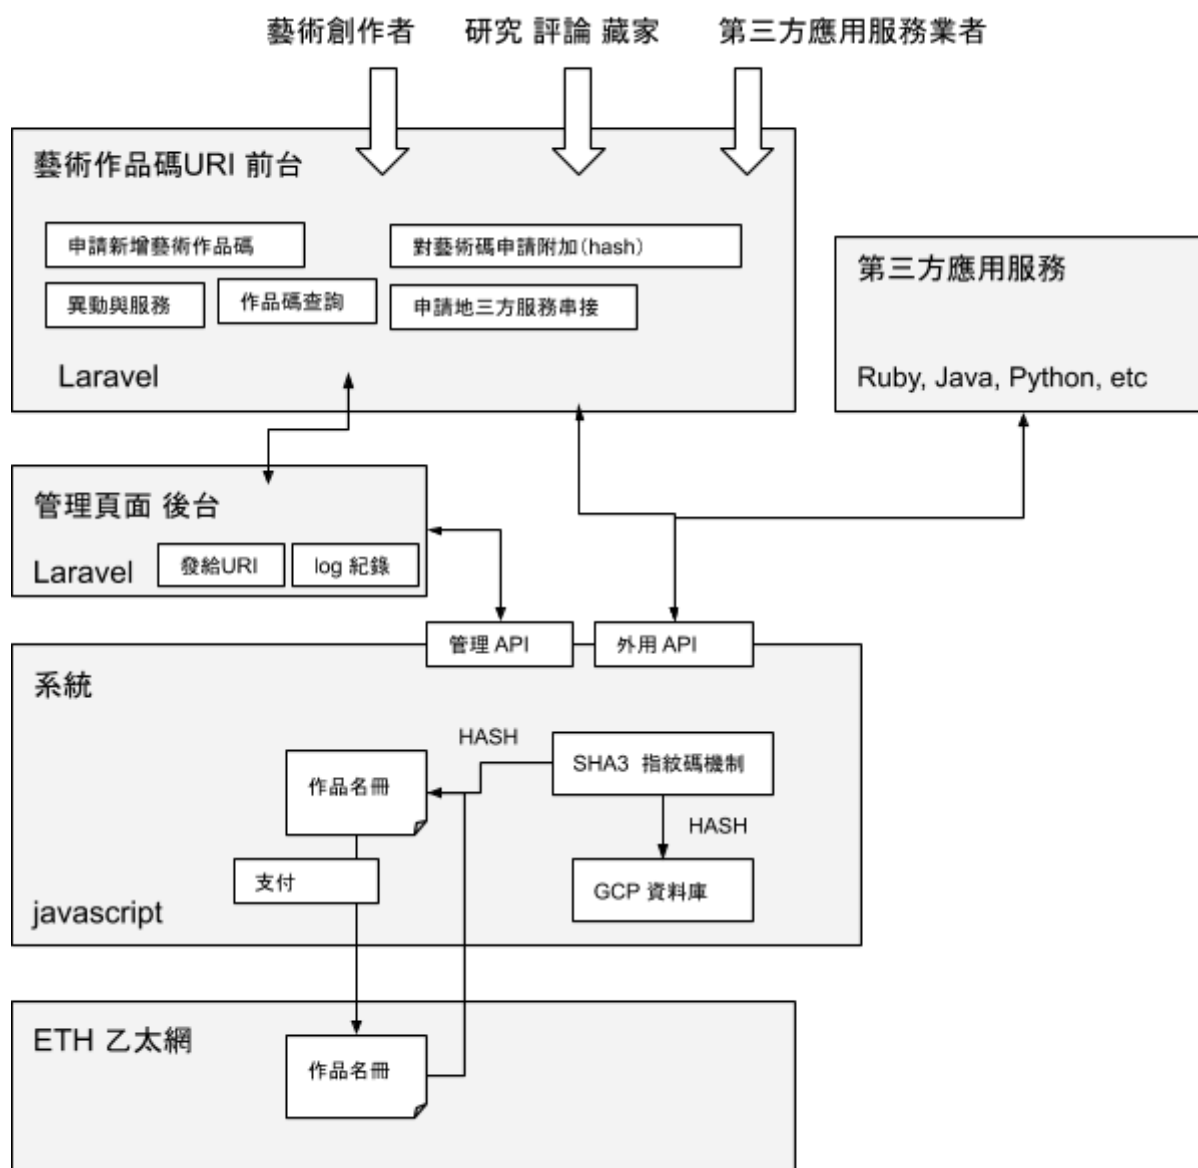 藝術創作者
研究 評論 藏家
第三方應用服務業者
藝術作品碼URI 前台
申請新增藝術作品碼
對藝術碼申請附加(hash)
異動與服務
作品碼查詢
申請地三方服務串接
Laravel
第三方應用服務
Ruby, Java, Python, etc
管理頁面 後台
Laravel
發給URI
log 紀錄
管理 API
外用 API
系統
HASH
SHA3 指紋碼機制
作品名冊
HASH
支付
GCP 資料庫
javascript
ETH 乙太網
作品名冊